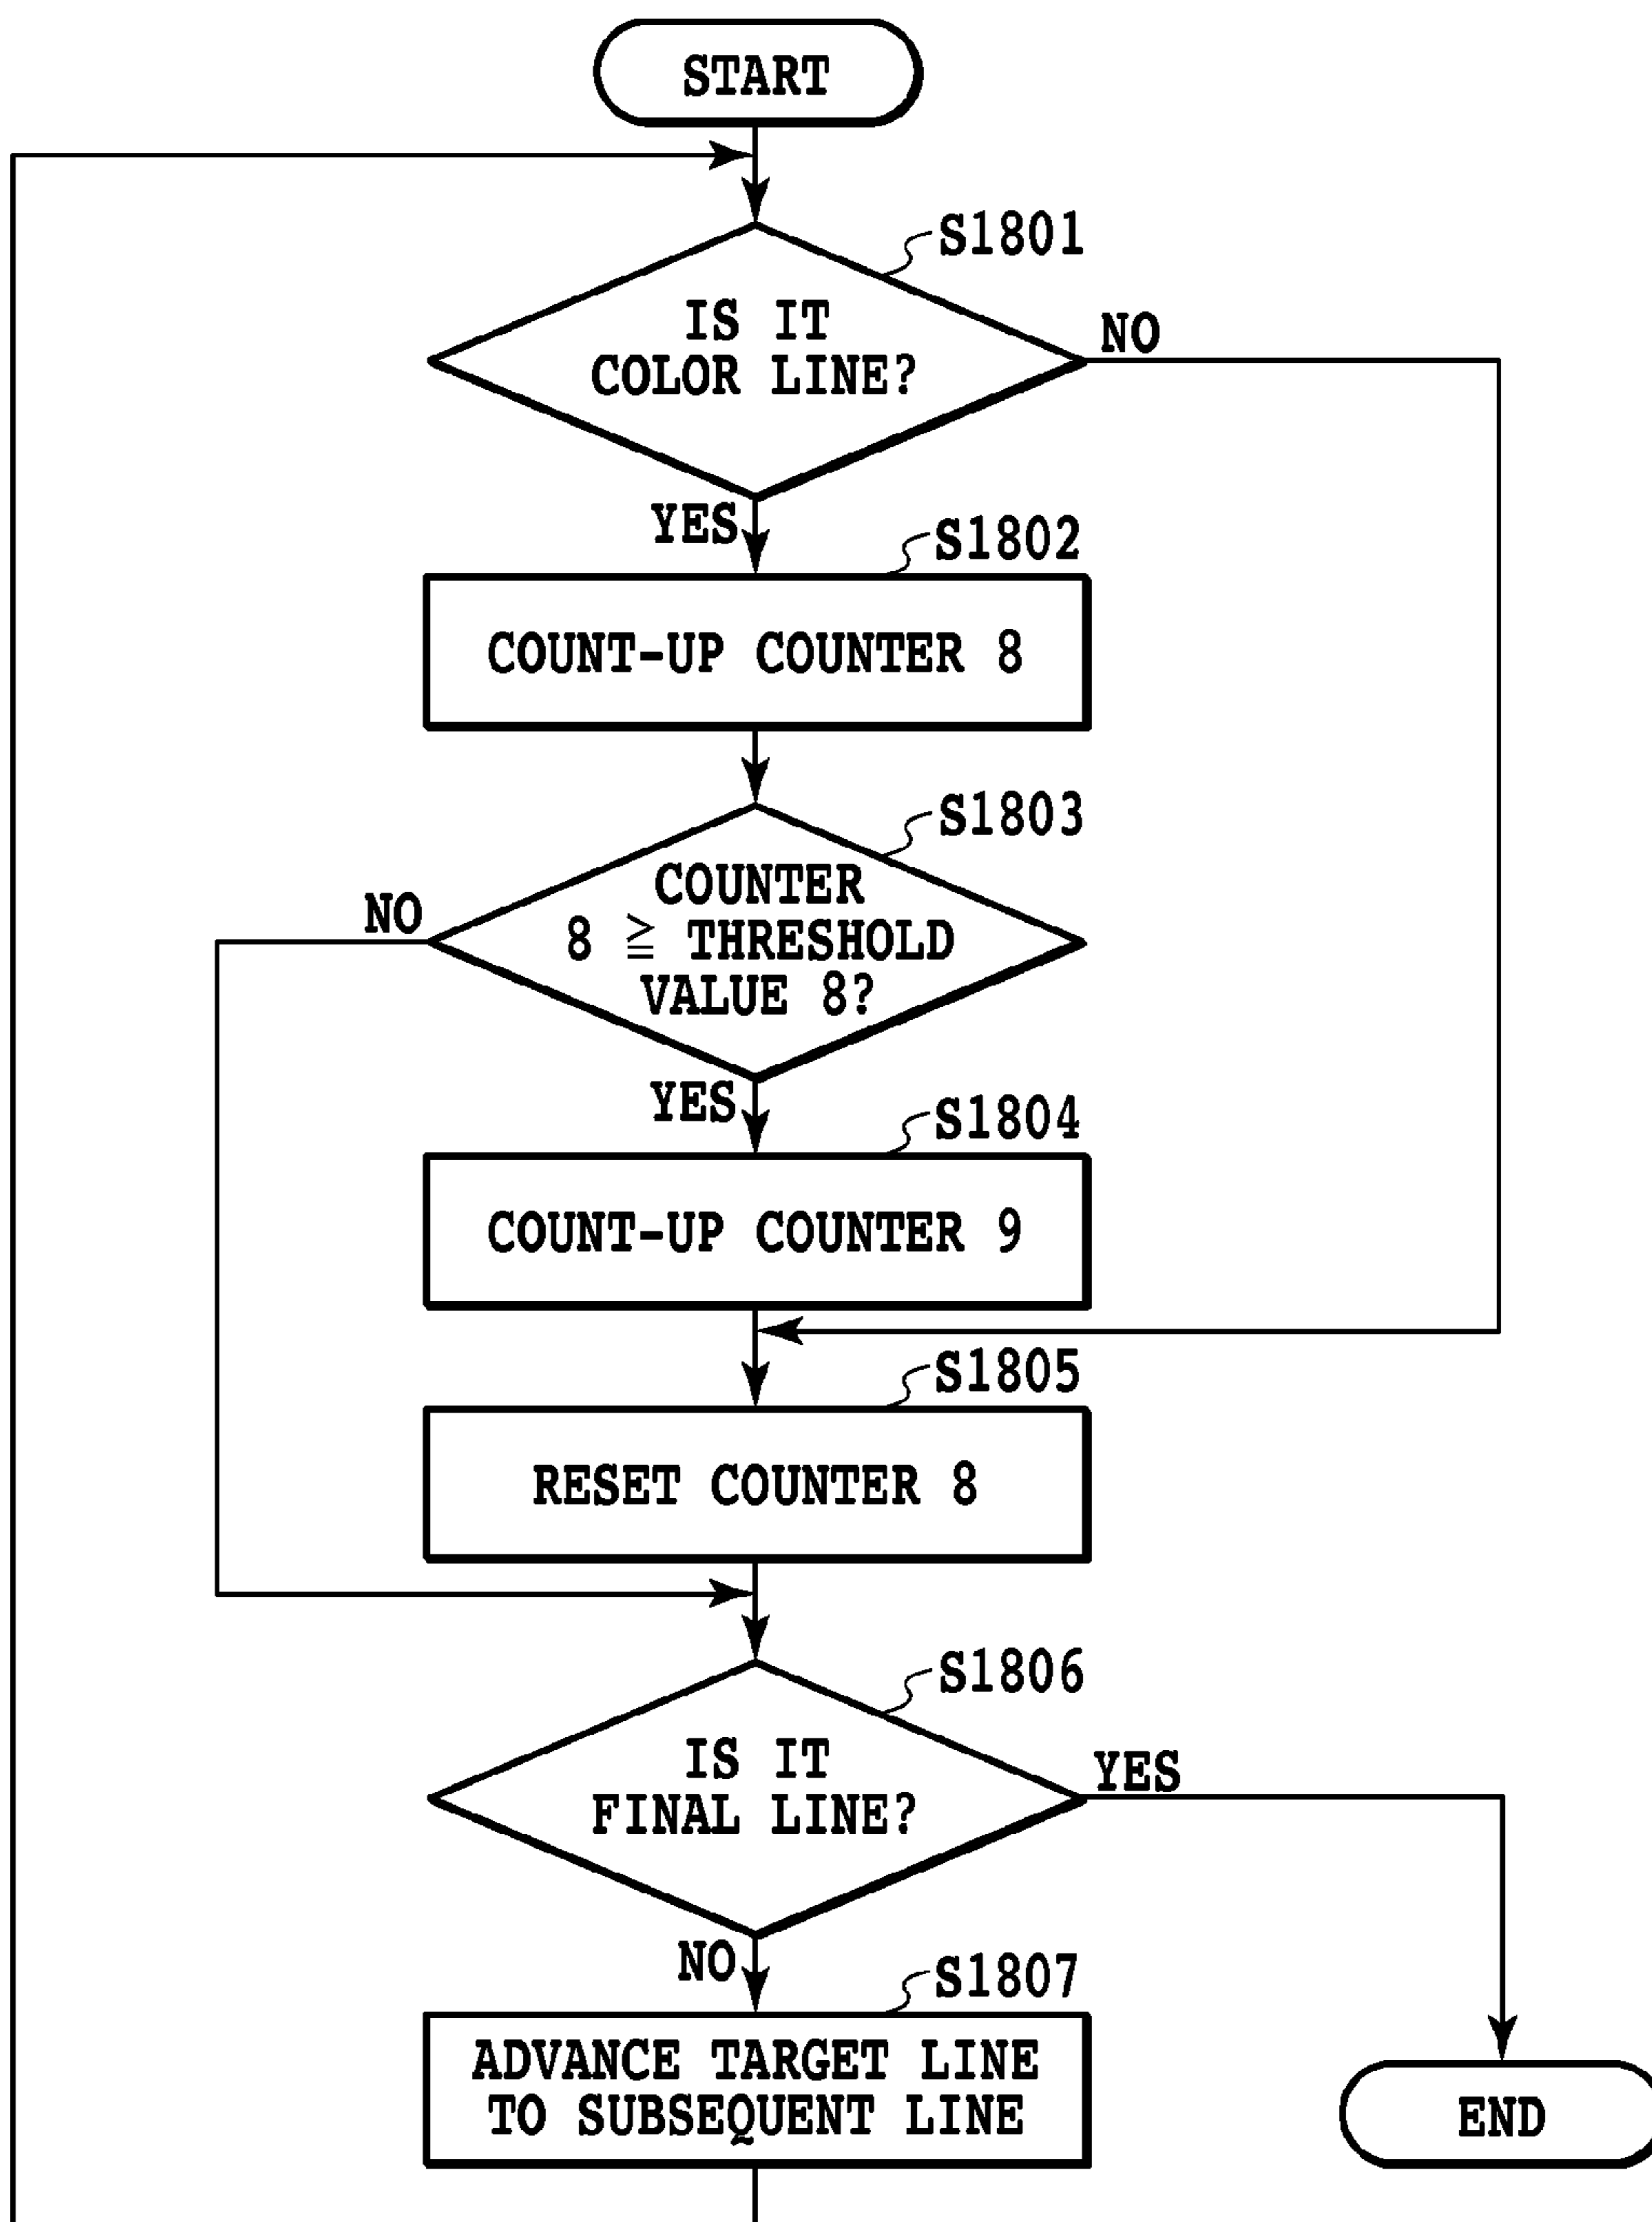 START
S1801
IS IT
COLOR LINE?
NO
YES
S1802
COUNT-UP COUNTER 8
S1803
COUNTER
8 ≧ THRESHOLD
VALUE 8?
NO
YES
S1804
COUNT-UP COUNTER 9
S1805
RESET COUNTER 8
S1806
IS IT
FINAL LINE?
YES
NO
S1807
ADVANCE TARGET LINE
TO SUBSEQUENT LINE
END